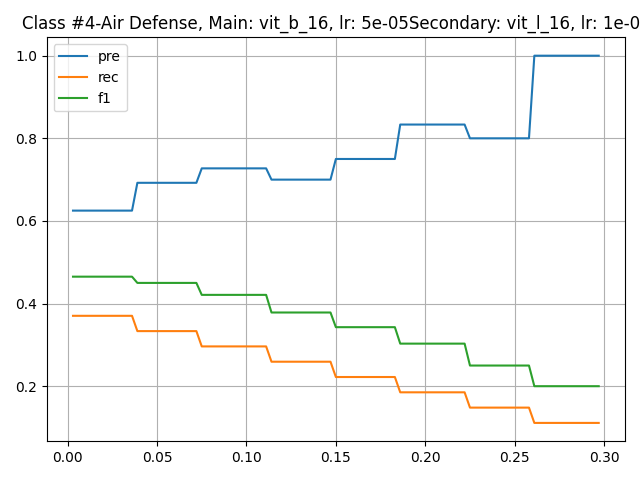 Class #4-Air Defense, Main: vit_b_16, lr: 5e-05Secondary: vit_l_16, lr: 1e-0
pre
rec
f1
1.0
0.8
0.6
0.4
0.2
0.00 0.05 0.10 0.15 0.20 0.25 0.30